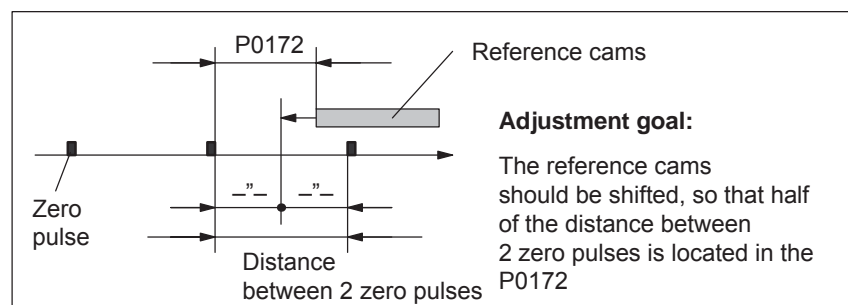 P0172
Reference cams
Adjustment goal:
The reference cams
should be shifted, so that half
of the distance between
2 zero pulses is located in the
P0172
_”_ _”_
Zero
pulse
Distance
between 2 zero pulses